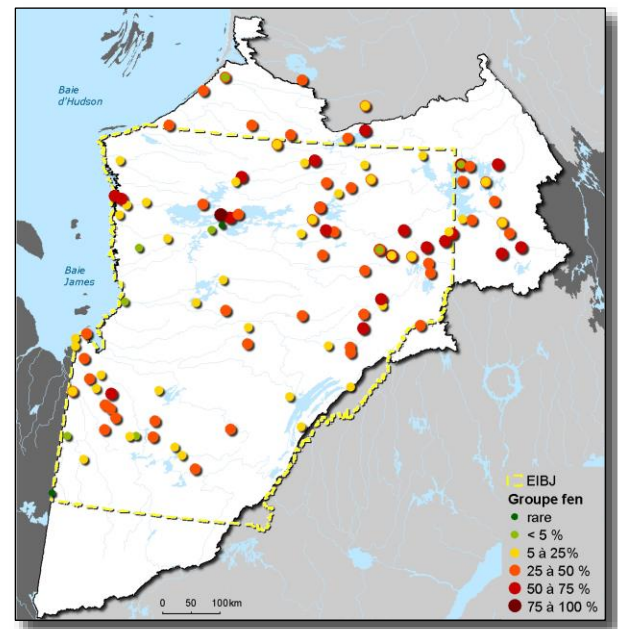 Baie
d'Hudson
Baie
James
EIBJ
Groupe fen
rare
< 5 %
5 à 25%
25 à 50 %
50 à 75 %
75 à 100 %
0 50 100km